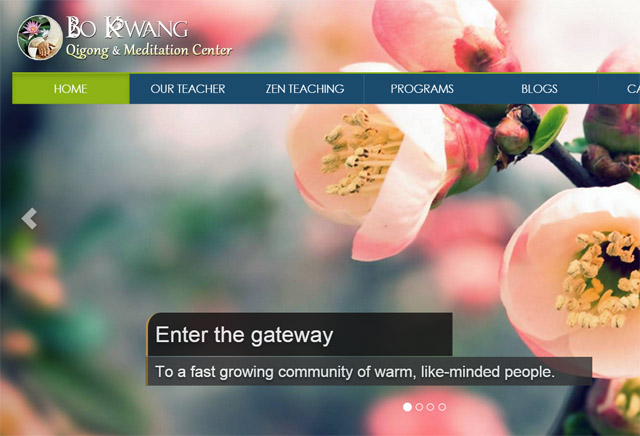 Bo Kwang
Qigong & Meditation Center
HOME OUR TEACHER ZEN TEACHING PROGRAMS BLOGS CA
Enter the gateway
To a fast growing community of warm, like-minded people.